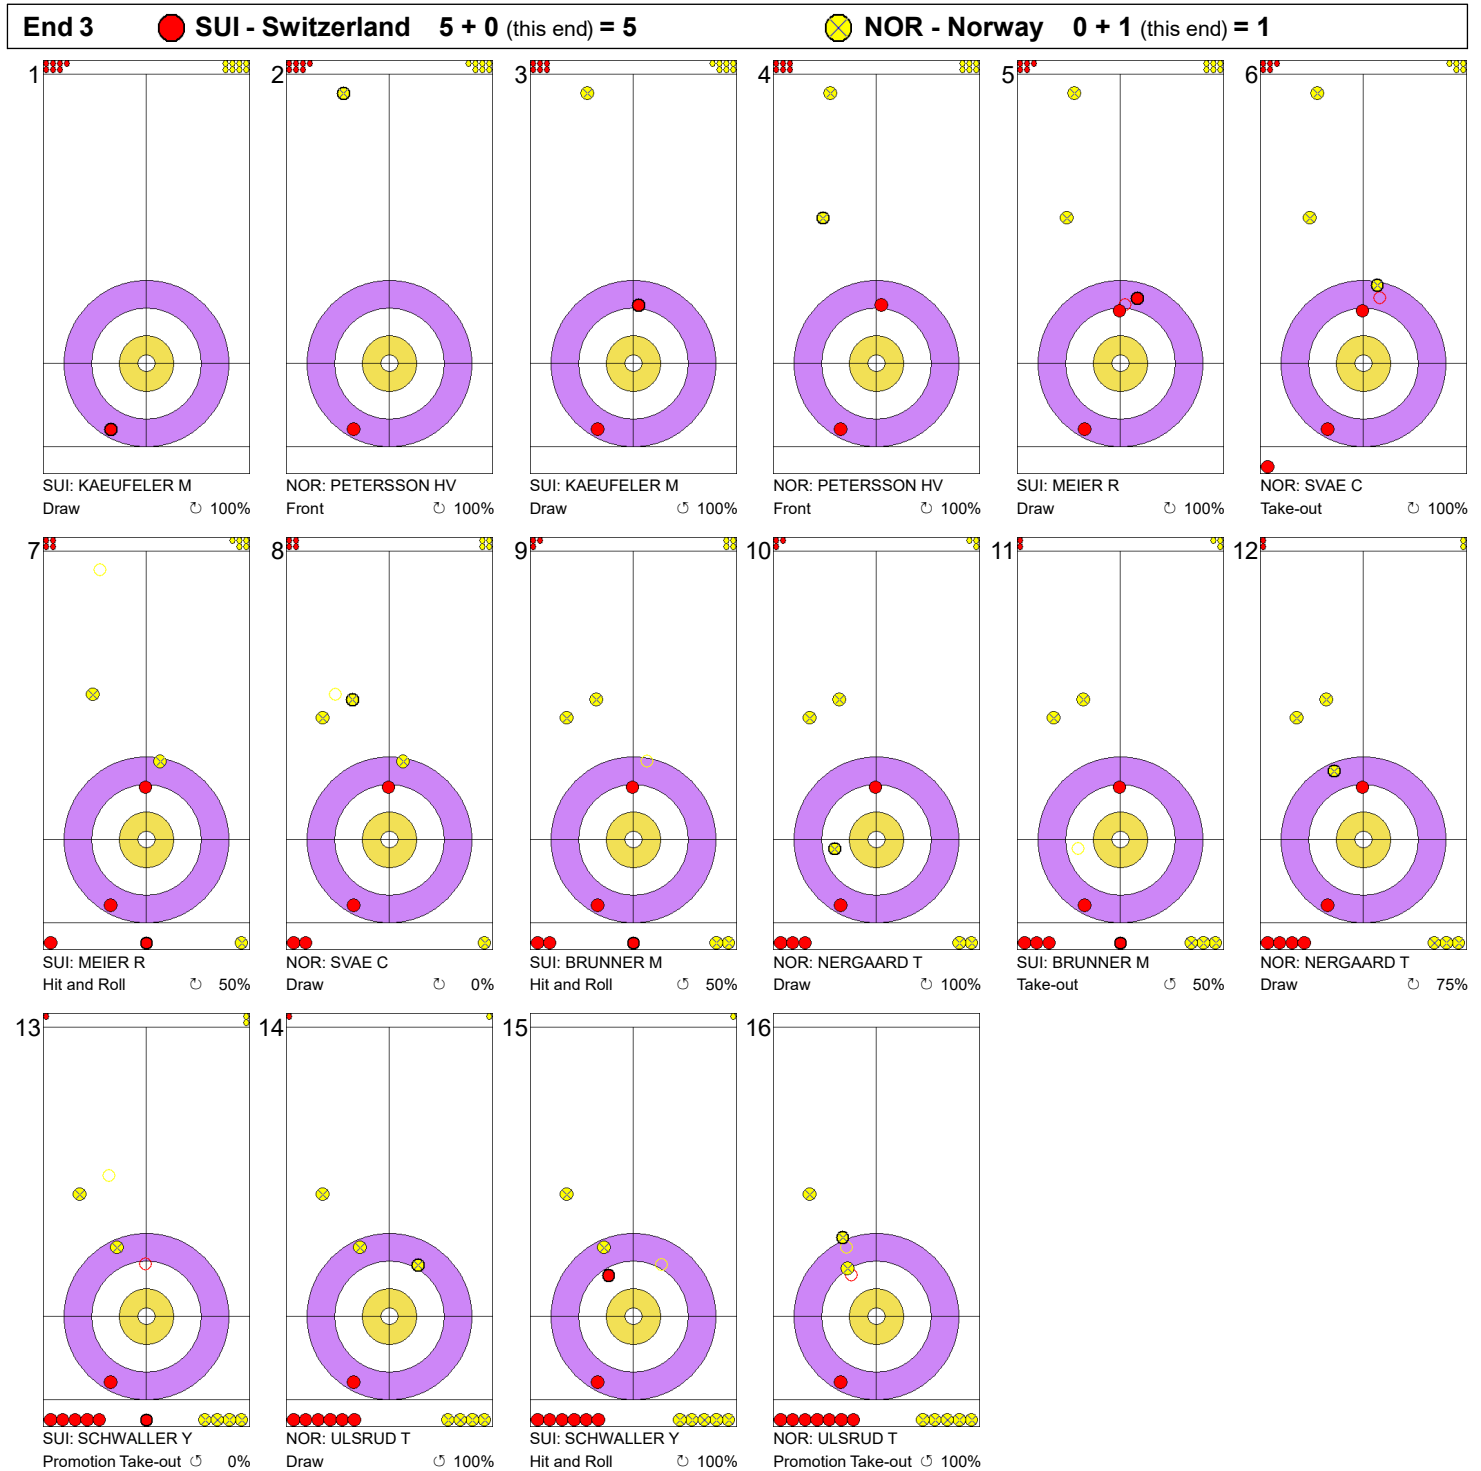 End 3 SUI - Switzerland 5 + 0 (this end) = 5 NOR - Norway 0 + 1 (this end) = 1
1 2 3 4 5 6
SUI: KAEUFELER M NOR: PETERSSON HV SUI: KAEUFELER M NOR: PETERSSON HV SUI: MEIER R NOR: SVAE C
Draw ↻ 100% Front ↻ 100% Draw ↺ 100% Front ↻ 100% Draw ↺ 100% Take-out ↻ 100%
7 8 9 10 11 12
SUI: MEIER R NOR: SVAE C SUI: BRUNNER M NOR: NERGAARD T SUI: BRUNNER M NOR: NERGAARD T
Hit and Roll ↻ 50% Draw ↻ 0% Hit and Roll ↺ 50% Draw ↻ 100% Take-out ↺ 50% Draw ↻ 75%
13 14 15 16
SUI: SCHWALLER Y NOR: ULSRUD T SUI: SCHWALLER Y NOR: ULSRUD T
Promotion Take-out ↺ 0% Draw ↺ 100% Hit and Roll ↻ 100% Promotion Take-out ↺ 100%